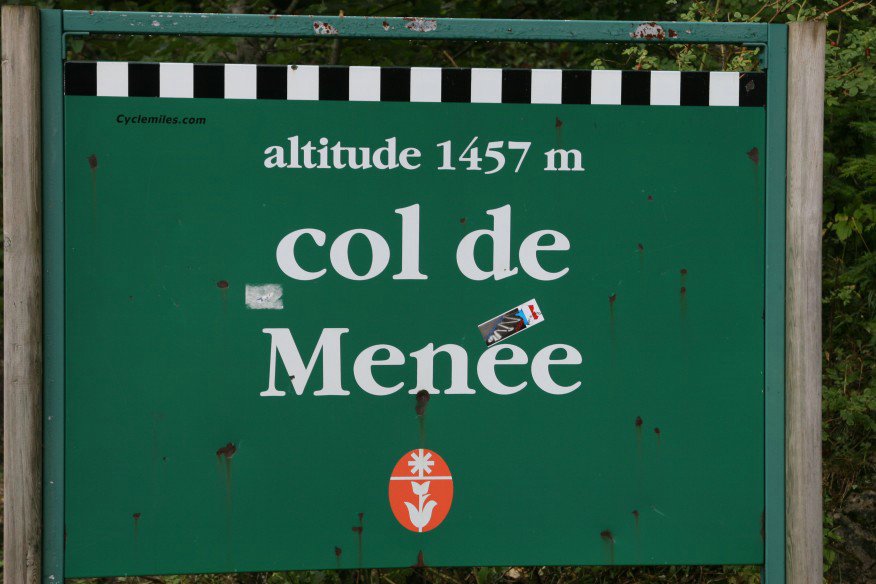 Cyclemiles.com
altitude 1457 m
col de
Menée